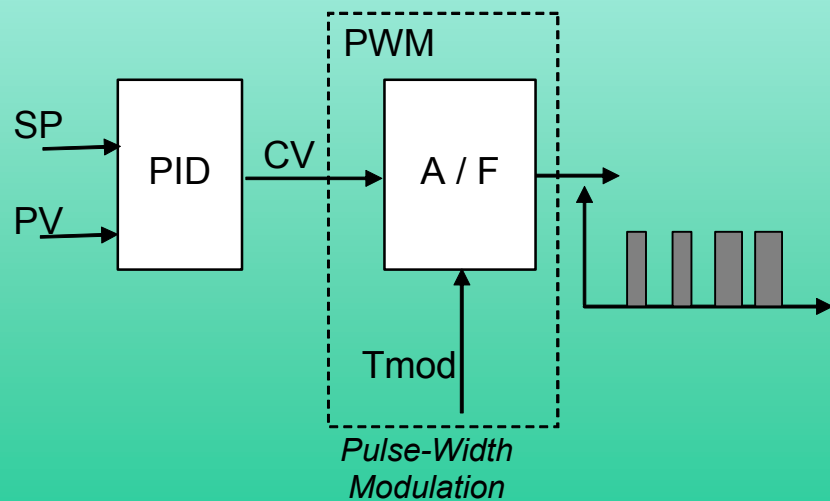 PWM
SP
PV
PID
CV
A / F
Tmod
Pulse-Width
Modulation